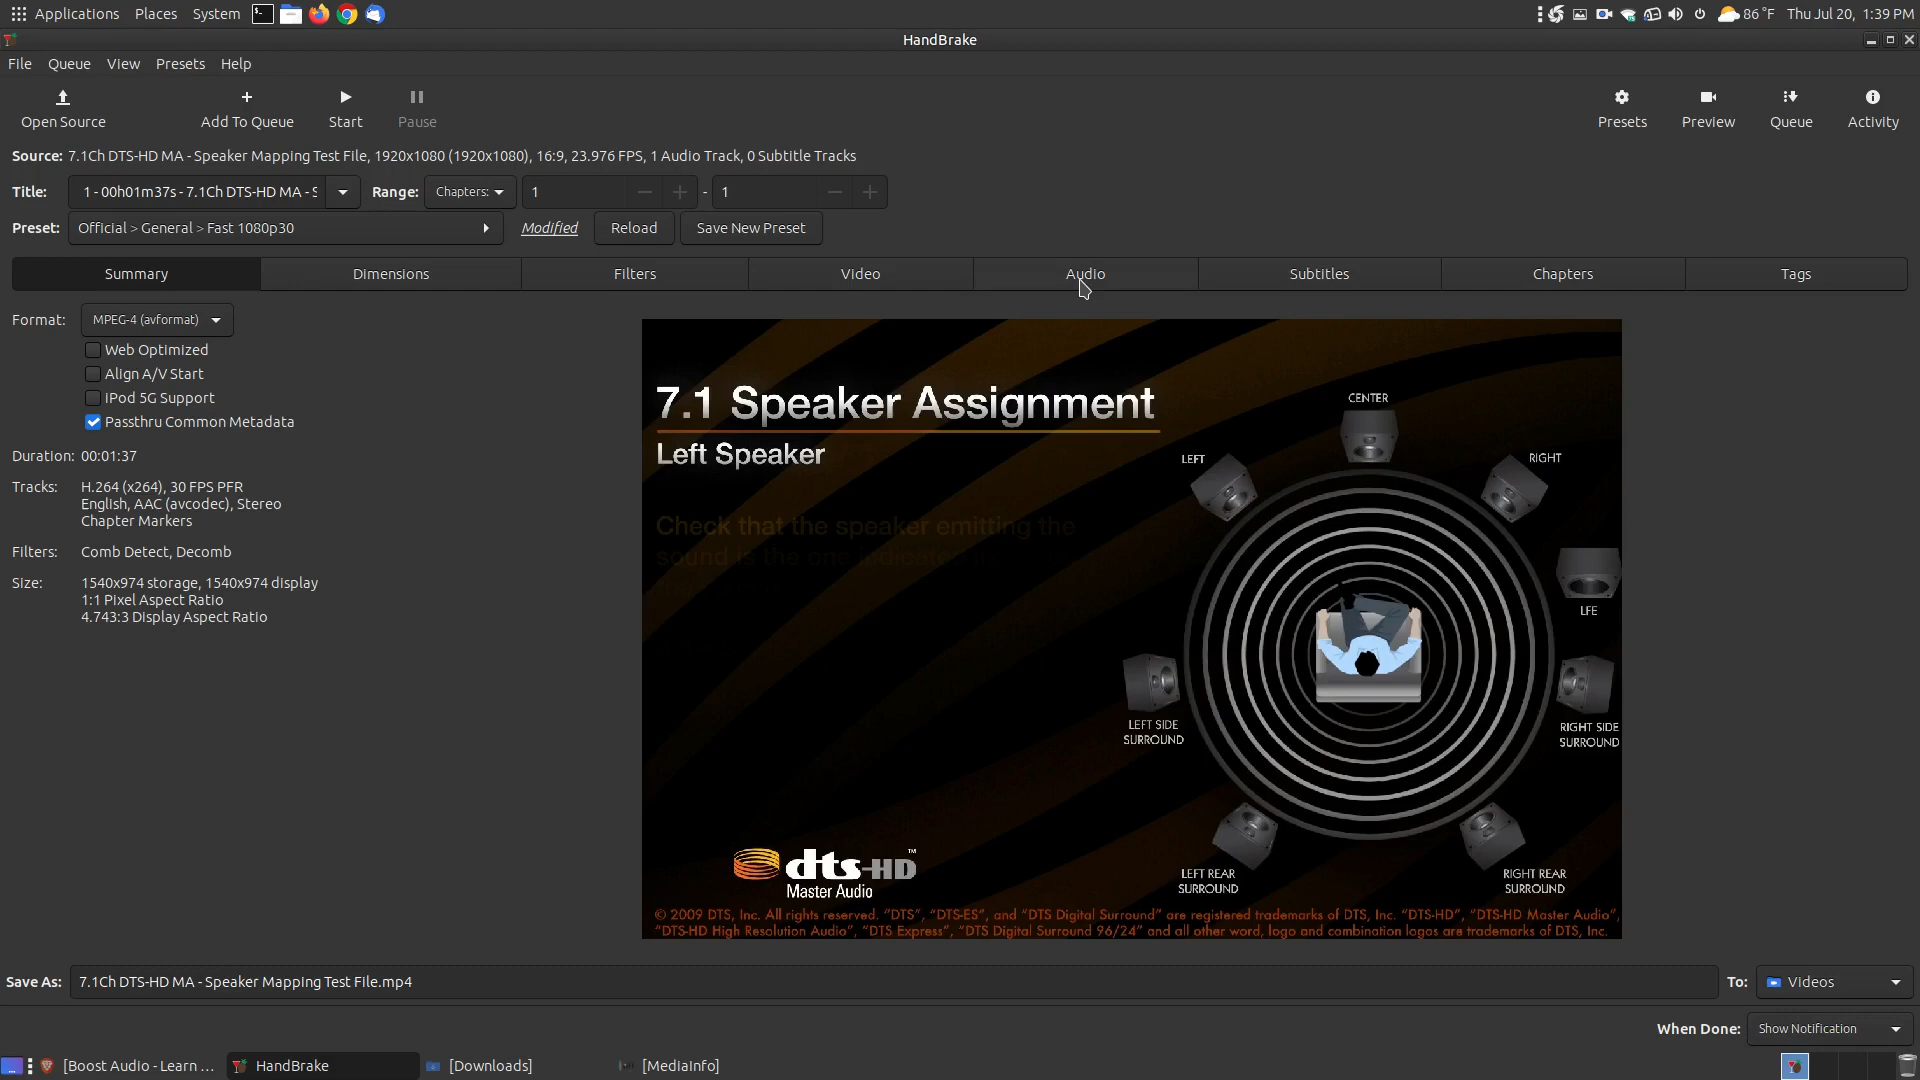 Applications Places System 86 °F Thu Jul 20, 1:39 PM
HandBrake
File Queue View Presets Help
Open Source Add To Queue Start Pause Presets Preview Queue Activity
Source: 7.1Ch DTS-HD MA - Speaker Mapping Test File, 1920x1080 (1920x1080), 16:9, 23.976 FPS, 1 Audio Track, 0 Subtitle Tracks
Title: 1 - 00h01m37s - 7.1Ch DTS-HD MA - S Range: Chapters: 1 - 1
Preset: Official > General > Fast 1080p30 Modified Reload Save New Preset
Summary Dimensions Filters Video Audio Subtitles Chapters Tags
Format: MPEG-4 (avformat)
Web Optimized
Align A/V Start
iPod 5G Support
Passthru Common Metadata
Duration: 00:01:37
Tracks: H.264 (x264), 30 FPS PFR
English, AAC (avcodec), Stereo
Chapter Markers
Filters: Comb Detect, Decomb
Size: 1540x974 storage, 1540x974 display
1:1 Pixel Aspect Ratio
4.743:3 Display Aspect Ratio
7.1 Speaker Assignment
Left Speaker
Check that the speaker emitting the
sound is the one indicated
CENTER
LEFT
RIGHT
LFE
LEFT SIDE
SURROUND
RIGHT SIDE
SURROUND
LEFT REAR
SURROUND
RIGHT REAR
SURROUND
dts-HD™
Master Audio
© 2009 DTS, Inc. All rights reserved. "DTS", "DTS-ES", and "DTS Digital Surround" are registered trademarks of DTS, Inc. "DTS-HD", "DTS-HD Master Audio",
"DTS-HD High Resolution Audio", "DTS Express", "DTS Digital Surround 96/24" and all other word, logo and combination logos are trademarks of DTS, Inc.
Save As: 7.1Ch DTS-HD MA - Speaker Mapping Test File.mp4 To: Videos
When Done: Show Notification
[Boost Audio - Learn ... HandBrake [Downloads] [MediaInfo]